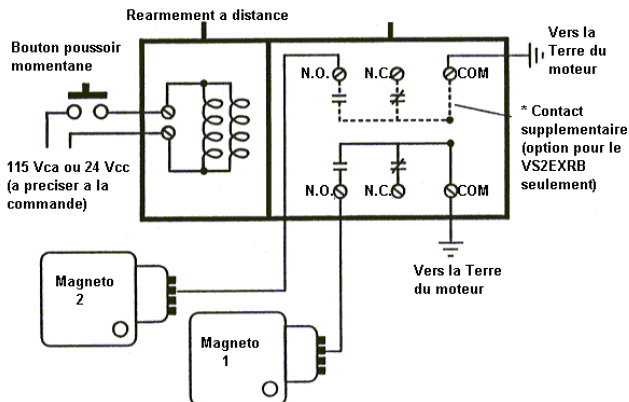 Rearmement a distance
Bouton poussoir
momentane
Vers la
Terre du
moteur
N.O.
N.C.
COM
* Contact
supplementaire
(option pour le
VS2EXRB
seulement)
115 Vca ou 24 Vcc
(a preciser a la
commande)
N.O.
N.C.
COM
Vers la Terre
du moteur
Magneto
2
Magneto
1